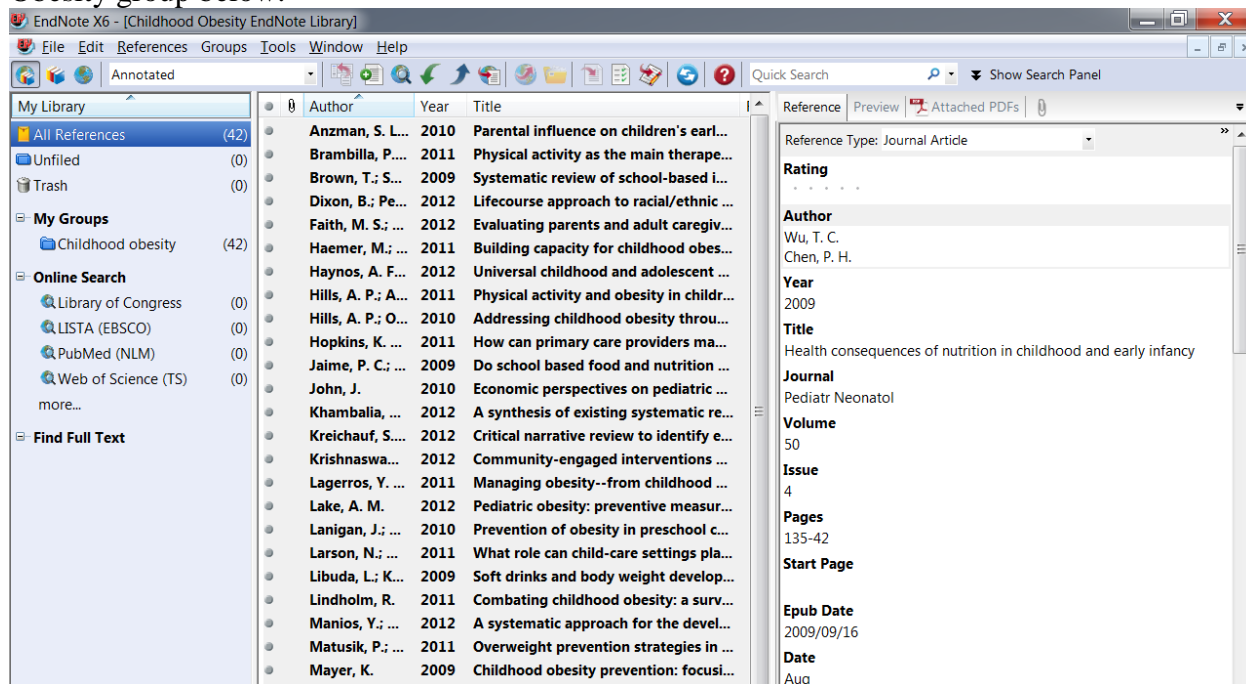 Obesity group below.
EndNote X6 - [Childhood Obesity EndNote Library]
File Edit References Groups Tools Window Help
Annotated
Quick Search
Show Search Panel
My Library
All References (42)
Unfiled (0)
Trash (0)
My Groups
Childhood obesity (42)
Online Search
Library of Congress (0)
LISTA (EBSCO) (0)
PubMed (NLM) (0)
Web of Science (TS) (0)
more...
Find Full Text
Author Year Title
Anzman, S. L... 2010 Parental influence on children's earl...
Brambilla, P.... 2011 Physical activity as the main therape...
Brown, T.; S... 2009 Systematic review of school-based i...
Dixon, B.; Pe... 2012 Lifecourse approach to racial/ethnic ...
Faith, M. S.; ... 2012 Evaluating parents and adult caregiv...
Haemer, M.; ... 2011 Building capacity for childhood obes...
Haynos, A. F... 2012 Universal childhood and adolescent ...
Hills, A. P.; A... 2011 Physical activity and obesity in childr...
Hills, A. P.; O... 2010 Addressing childhood obesity throu...
Hopkins, K. ... 2011 How can primary care providers ma...
Jaime, P. C.; ... 2009 Do school based food and nutrition ...
John, J. 2010 Economic perspectives on pediatric ...
Khambalia, ... 2012 A synthesis of existing systematic re...
Kreichauf, S.... 2012 Critical narrative review to identify e...
Krishnaswa... 2012 Community-engaged interventions ...
Lagerros, Y. ... 2011 Managing obesity--from childhood ...
Lake, A. M. 2012 Pediatric obesity: preventive measur...
Lanigan, J.; ... 2010 Prevention of obesity in preschool c...
Larson, N.; ... 2011 What role can child-care settings pla...
Libuda, L.; K... 2009 Soft drinks and body weight develop...
Lindholm, R. 2011 Combating childhood obesity: a surv...
Manios, Y.; ... 2012 A systematic approach for the devel...
Matusik, P.; ... 2011 Overweight prevention strategies in ...
Mayer, K. 2009 Childhood obesity prevention: focusi...
Reference Preview Attached PDFs
Reference Type: Journal Article
Rating
Author
Wu, T. C.
Chen, P. H.
Year
2009
Title
Health consequences of nutrition in childhood and early infancy
Journal
Pediatr Neonatol
Volume
50
Issue
4
Pages
135-42
Start Page
Epub Date
2009/09/16
Date
Aug